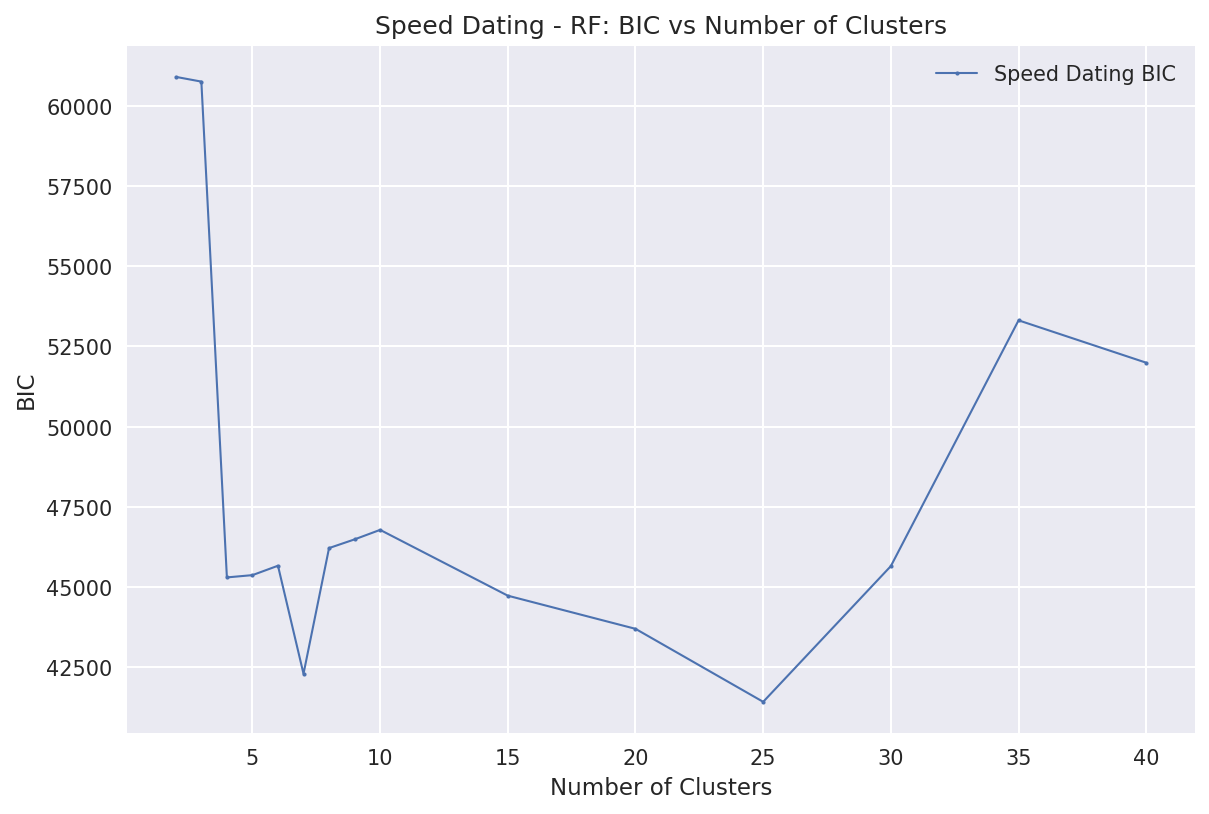 Speed Dating - RF: BIC vs Number of Clusters
Speed Dating BIC
60000
57500
55000
52500
50000
47500
45000
42500
BIC
5 10 15 20 25 30 35 40
Number of Clusters